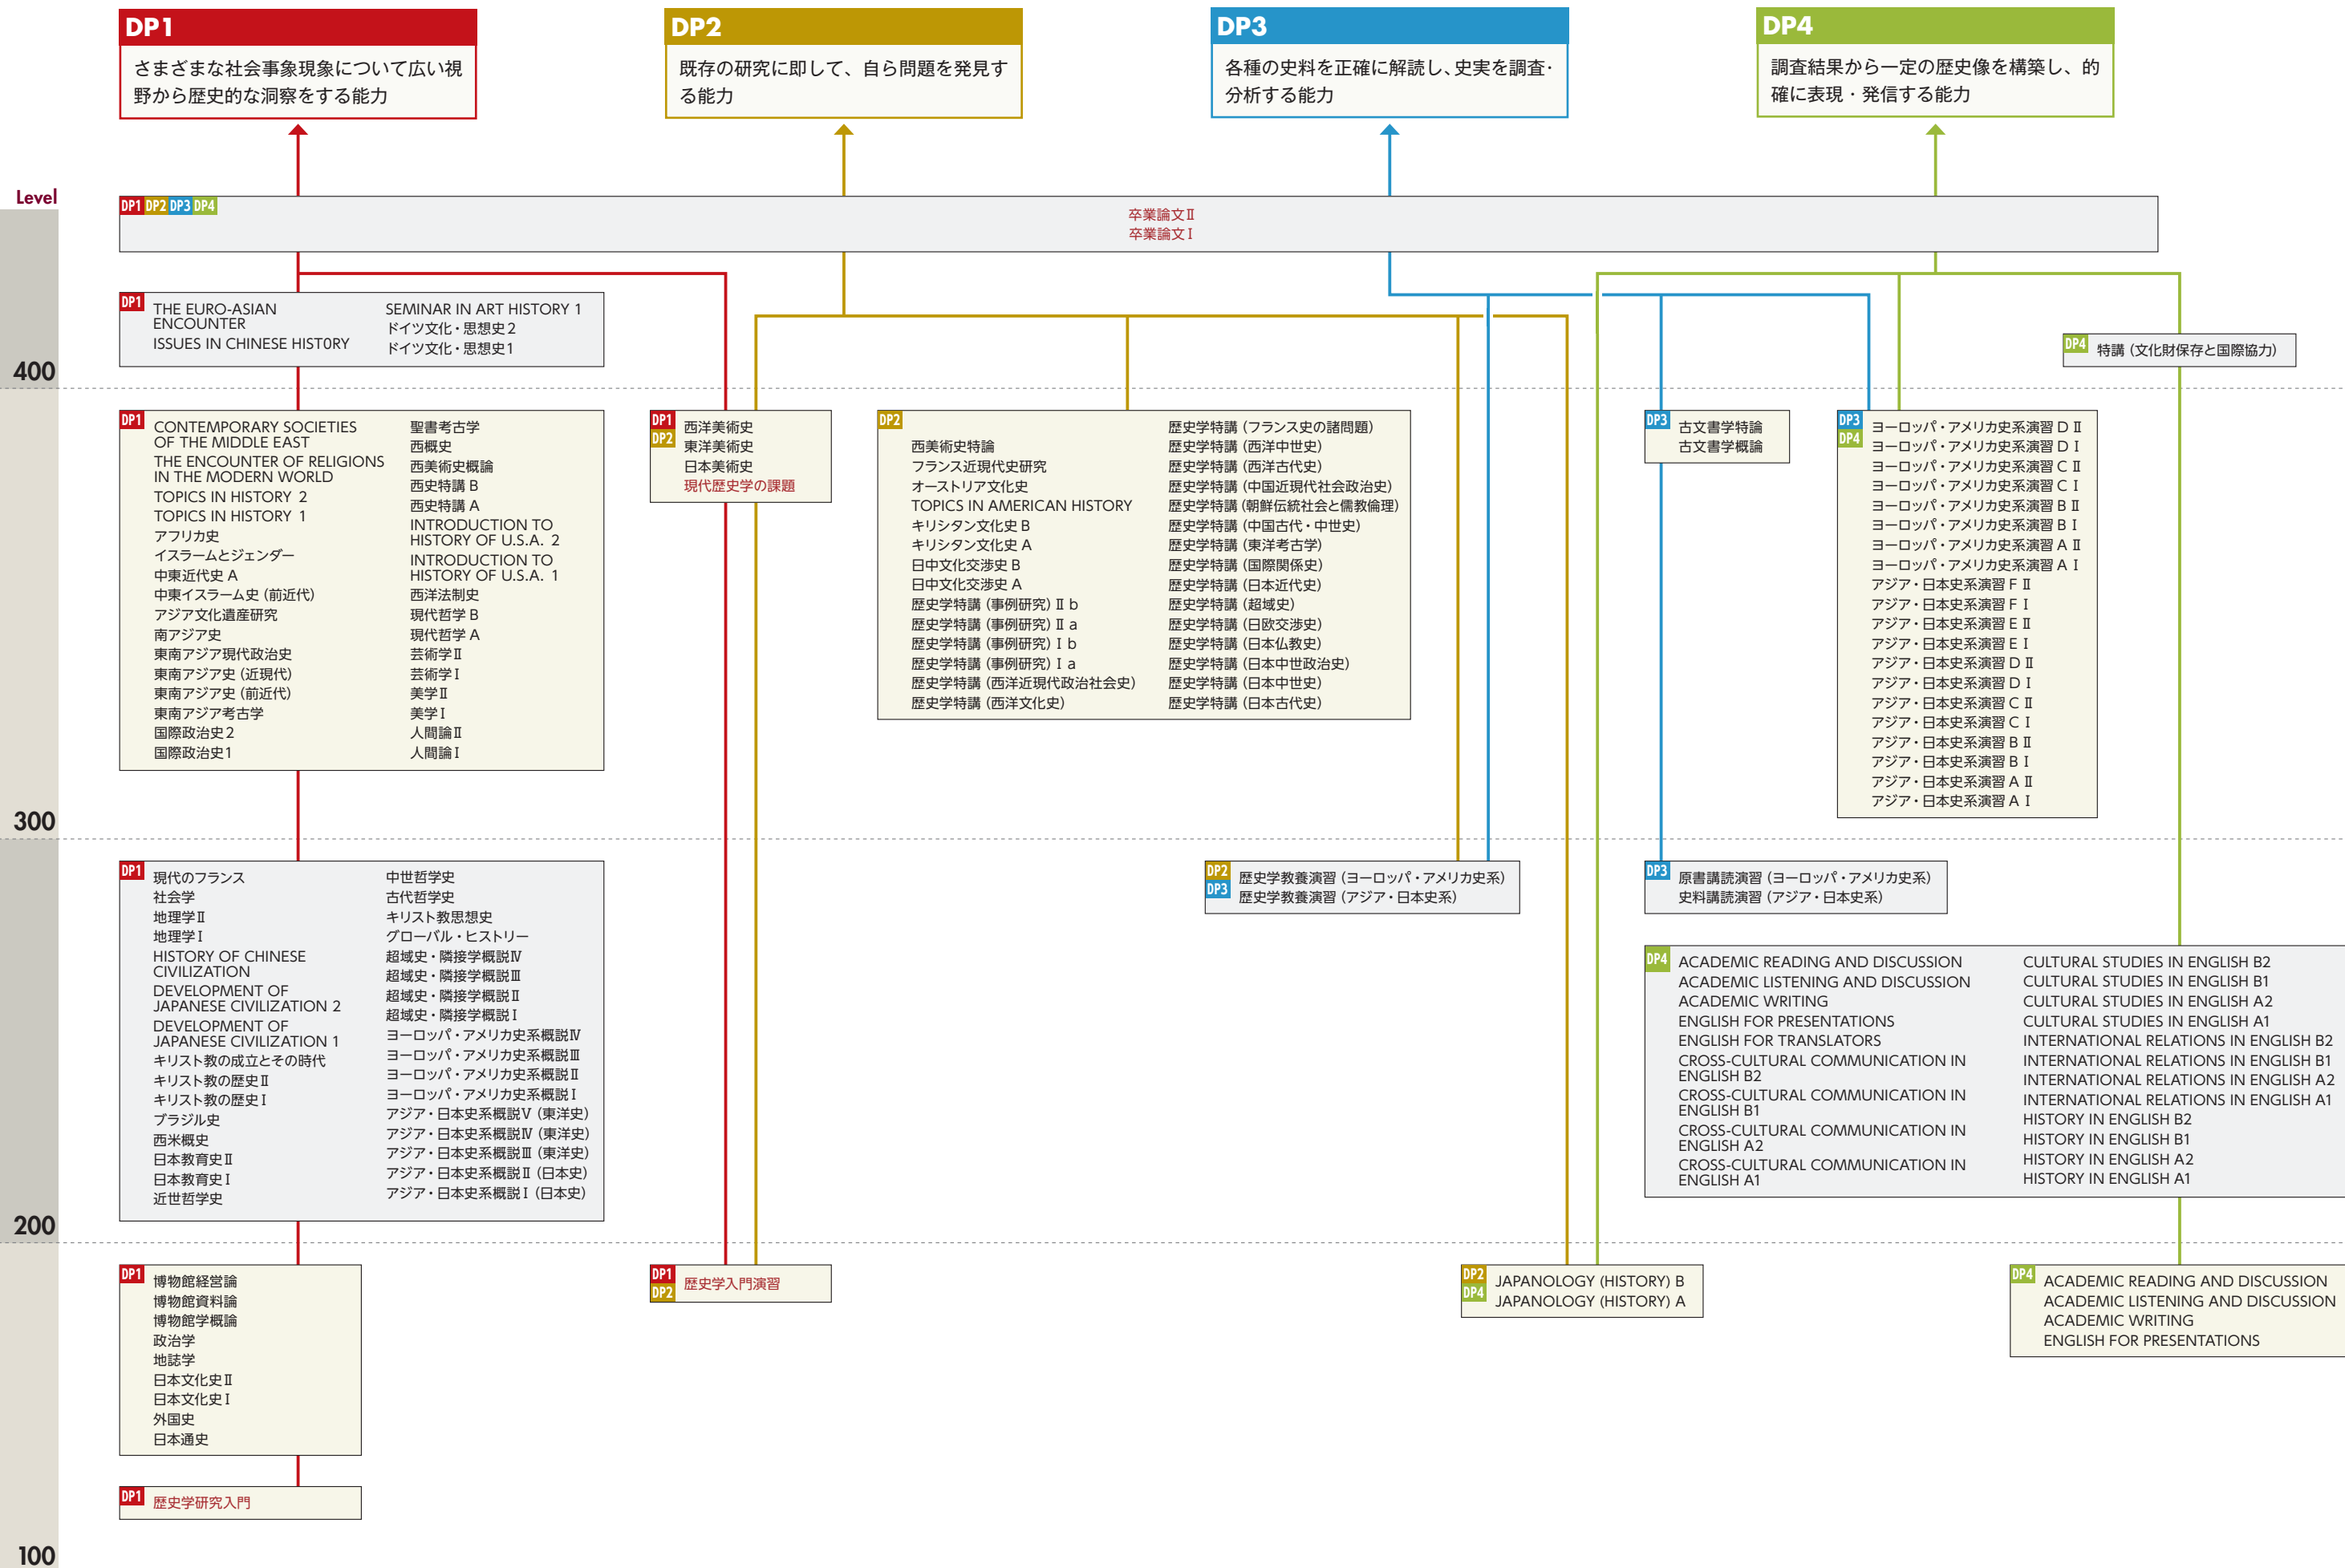 DP1
さまざまな社会事象現象について広い視
野から歴史的な洞察をする能力
DP2
既存の研究に即して、自ら問題を発見す
る能力
DP3
各種の史料を正確に解読し、史実を調査・
分析する能力
DP4
調査結果から一定の歴史像を構築し、的
確に表現・発信する能力
Level
DP1 DP2 DP3 DP4
卒業論文Ⅱ
卒業論文Ⅰ
DP1
THE EURO-ASIAN
ENCOUNTER
ISSUES IN CHINESE HISTORY
SEMINAR IN ART HISTORY 1
ドイツ文化・思想史2
ドイツ文化・思想史1
DP4
特講（文化財保存と国際協力）
400
DP1
CONTEMPORARY SOCIETIES
OF THE MIDDLE EAST
THE ENCOUNTER OF RELIGIONS
IN THE MODERN WORLD
TOPICS IN HISTORY 2
TOPICS IN HISTORY 1
アフリカ史
イスラームとジェンダー
中東近代史 A
中東イスラーム史（前近代）
アジア文化遺産研究
南アジア史
東南アジア現代政治史
東南アジア史（近現代）
東南アジア史（前近代）
東南アジア考古学
国際政治史2
国際政治史1
聖書考古学
西概史
西美術史概論
西史特講 B
西史特講 A
INTRODUCTION TO
HISTORY OF U.S.A. 2
INTRODUCTION TO
HISTORY OF U.S.A. 1
西洋法制史
現代哲学 B
現代哲学 A
芸術学Ⅱ
芸術学Ⅰ
美学Ⅱ
美学Ⅰ
人間論Ⅱ
人間論Ⅰ
DP1
DP2
西洋美術史
東洋美術史
日本美術史
現代歴史学の課題
DP2
西美術史特論
フランス近現代史研究
オーストリア文化史
TOPICS IN AMERICAN HISTORY
キリシタン文化史 B
キリシタン文化史 A
日中文化交渉史 B
日中文化交渉史 A
歴史学特講（事例研究）Ⅱ b
歴史学特講（事例研究）Ⅱ a
歴史学特講（事例研究）Ⅰ b
歴史学特講（事例研究）Ⅰ a
歴史学特講（西洋近現代政治社会史）
歴史学特講（西洋文化史）
歴史学特講（フランス史の諸問題）
歴史学特講（西洋中世史）
歴史学特講（西洋古代史）
歴史学特講（中国近現代社会政治史）
歴史学特講（朝鮮伝統社会と儒教倫理）
歴史学特講（中国古代・中世史）
歴史学特講（東洋考古学）
歴史学特講（国際関係史）
歴史学特講（日本近代史）
歴史学特講（超域史）
歴史学特講（日欧交渉史）
歴史学特講（日本仏教史）
歴史学特講（日本中世政治史）
歴史学特講（日本中世史）
歴史学特講（日本古代史）
DP3
古文書学特論
古文書学概論
DP3
DP4
ヨーロッパ・アメリカ史系演習 D Ⅱ
ヨーロッパ・アメリカ史系演習 D Ⅰ
ヨーロッパ・アメリカ史系演習 C Ⅱ
ヨーロッパ・アメリカ史系演習 C Ⅰ
ヨーロッパ・アメリカ史系演習 B Ⅱ
ヨーロッパ・アメリカ史系演習 B Ⅰ
ヨーロッパ・アメリカ史系演習 A Ⅱ
ヨーロッパ・アメリカ史系演習 A Ⅰ
アジア・日本史系演習 F Ⅱ
アジア・日本史系演習 F Ⅰ
アジア・日本史系演習 E Ⅱ
アジア・日本史系演習 E Ⅰ
アジア・日本史系演習 D Ⅱ
アジア・日本史系演習 D Ⅰ
アジア・日本史系演習 C Ⅱ
アジア・日本史系演習 C Ⅰ
アジア・日本史系演習 B Ⅱ
アジア・日本史系演習 B Ⅰ
アジア・日本史系演習 A Ⅱ
アジア・日本史系演習 A Ⅰ
300
DP1
現代のフランス
社会学
地理学Ⅱ
地理学Ⅰ
HISTORY OF CHINESE
CIVILIZATION
DEVELOPMENT OF
JAPANESE CIVILIZATION 2
DEVELOPMENT OF
JAPANESE CIVILIZATION 1
キリスト教の成立とその時代
キリスト教の歴史Ⅱ
キリスト教の歴史Ⅰ
ブラジル史
西米概史
日本教育史Ⅱ
日本教育史Ⅰ
近世哲学史
中世哲学史
古代哲学史
キリスト教思想史
グローバル・ヒストリー
超域史・隣接学概説Ⅳ
超域史・隣接学概説Ⅲ
超域史・隣接学概説Ⅱ
超域史・隣接学概説Ⅰ
ヨーロッパ・アメリカ史系概説Ⅳ
ヨーロッパ・アメリカ史系概説Ⅲ
ヨーロッパ・アメリカ史系概説Ⅱ
ヨーロッパ・アメリカ史系概説Ⅰ
アジア・日本史系概説Ⅴ（東洋史）
アジア・日本史系概説Ⅳ（東洋史）
アジア・日本史系概説Ⅲ（東洋史）
アジア・日本史系概説Ⅱ（日本史）
アジア・日本史系概説Ⅰ（日本史）
DP2
DP3
歴史学教養演習（ヨーロッパ・アメリカ史系）
歴史学教養演習（アジア・日本史系）
DP3
原書講読演習（ヨーロッパ・アメリカ史系）
史料講読演習（アジア・日本史系）
DP4
ACADEMIC READING AND DISCUSSION
ACADEMIC LISTENING AND DISCUSSION
ACADEMIC WRITING
ENGLISH FOR PRESENTATIONS
ENGLISH FOR TRANSLATORS
CROSS-CULTURAL COMMUNICATION IN
ENGLISH B2
CROSS-CULTURAL COMMUNICATION IN
ENGLISH B1
CROSS-CULTURAL COMMUNICATION IN
ENGLISH A2
CROSS-CULTURAL COMMUNICATION IN
ENGLISH A1
CULTURAL STUDIES IN ENGLISH B2
CULTURAL STUDIES IN ENGLISH B1
CULTURAL STUDIES IN ENGLISH A2
CULTURAL STUDIES IN ENGLISH A1
INTERNATIONAL RELATIONS IN ENGLISH B2
INTERNATIONAL RELATIONS IN ENGLISH B1
INTERNATIONAL RELATIONS IN ENGLISH A2
INTERNATIONAL RELATIONS IN ENGLISH A1
HISTORY IN ENGLISH B2
HISTORY IN ENGLISH B1
HISTORY IN ENGLISH A2
HISTORY IN ENGLISH A1
200
DP1
博物館経営論
博物館資料論
博物館学概論
政治学
地誌学
日本文化史Ⅱ
日本文化史Ⅰ
外国史
日本通史
DP1
DP2
歴史学入門演習
DP2
DP4
JAPANOLOGY (HISTORY) B
JAPANOLOGY (HISTORY) A
DP4
ACADEMIC READING AND DISCUSSION
ACADEMIC LISTENING AND DISCUSSION
ACADEMIC WRITING
ENGLISH FOR PRESENTATIONS
DP1
歴史学研究入門
100